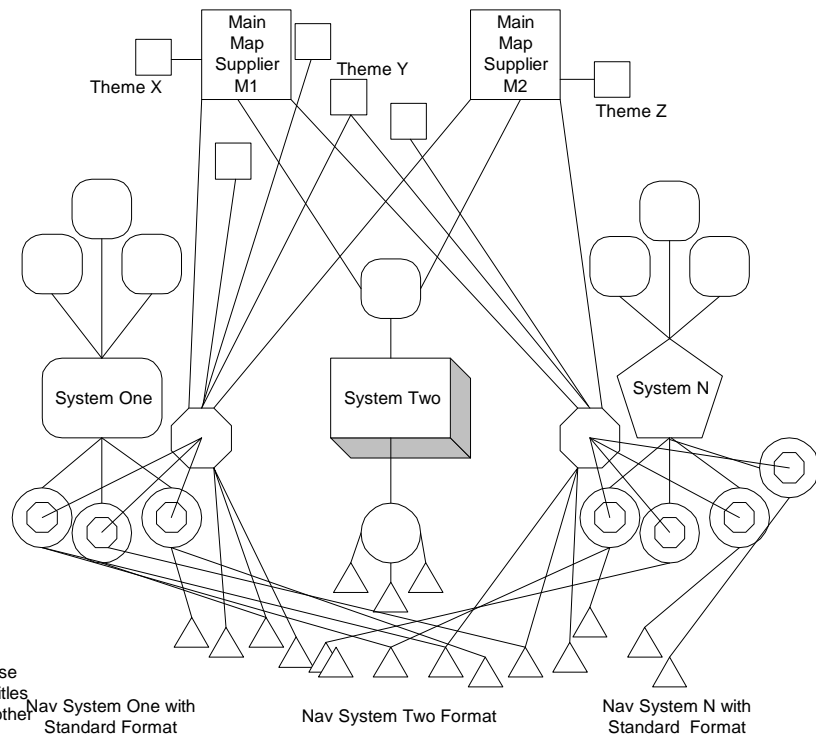 Main
Map
Supplier
M1
Main
Map
Supplier
M2
Theme X
Theme Y
Theme Z
System One
System Two
System N
se
itles
other
Nav System One with
Standard Format
Nav System Two Format
Nav System N with
Standard Format